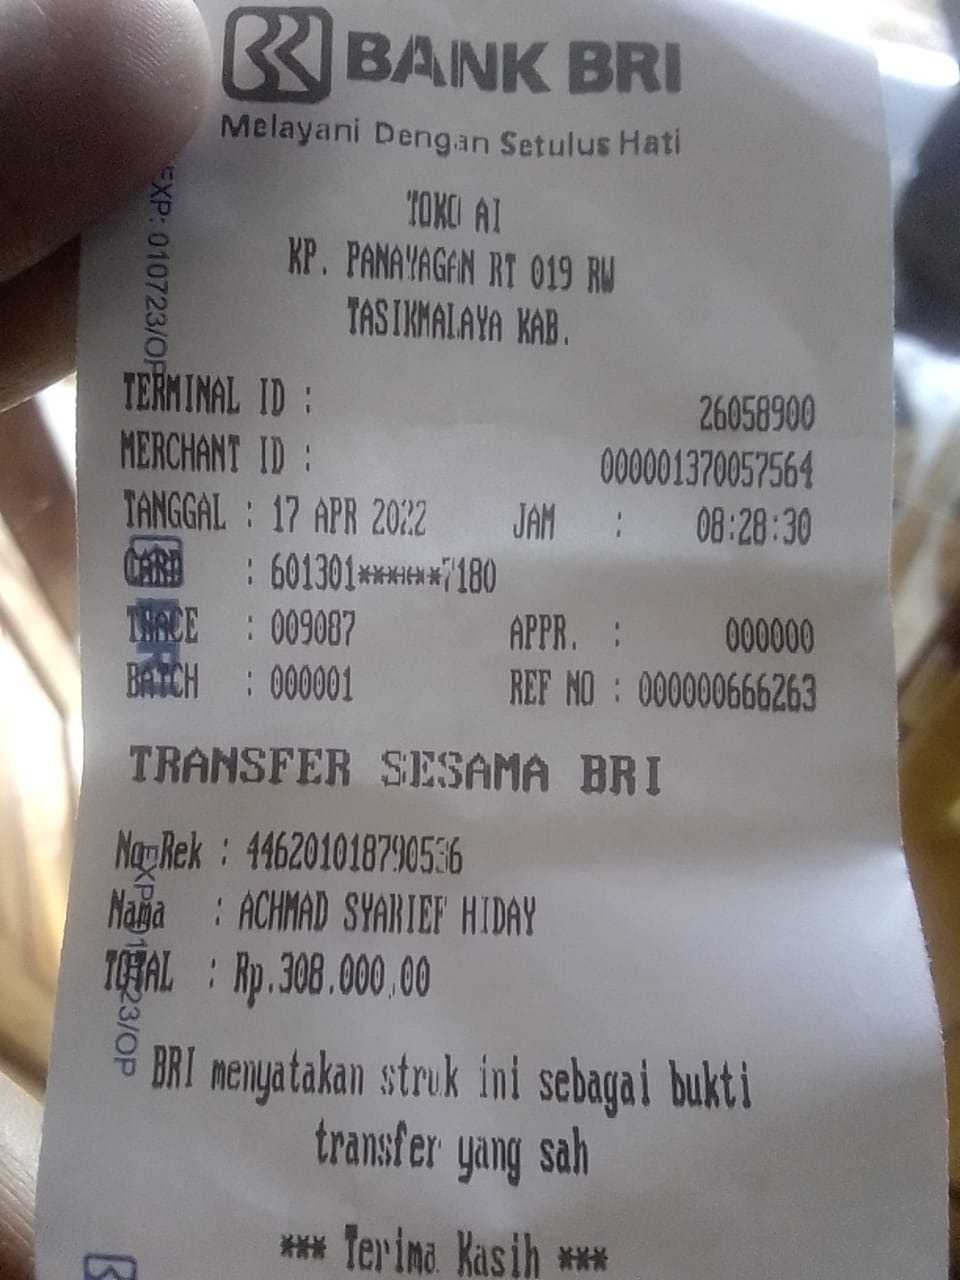 BANK BRI
Melayani Dengan Setulus Hati
TOKO AI
KP. PANAYAGAN RT 019 RW
TASIKMALAYA KAB.
TERMINAL ID : 26058900
MERCHANT ID : 000001370057564
TANGGAL : 17 APR 2022 JAM : 08:28:30
CARD : 601301******7180
TRACE : 009087 APPR. : 000000
BATCH : 000001 REF NO : 000000666263
TRANSFER SESAMA BRI
No Rek : 446201018790536
Nama : ACHMAD SYARIEF HIDAY
TOTAL : Rp.308.000,00
BRI menyatakan struk ini sebagai bukti
transfer yang sah
*** Terima Kasih ***
EXP: 010723/OP